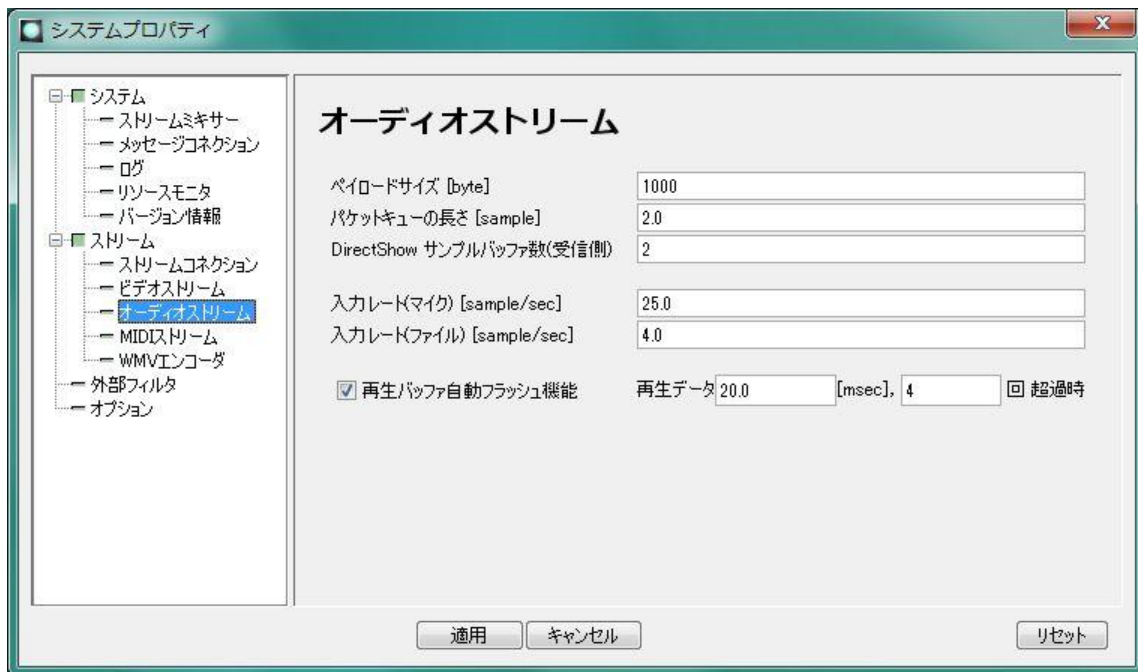 システムプロパティ
システム
ストリームミキサー
メッセージコネクション
ログ
リソースモニタ
バージョン情報
ストリーム
ストリームコネクション
ビデオストリーム
オーディオストリーム
MIDIストリーム
WMVエンコーダ
外部フィルタ
オプション
オーディオストリーム
ペイロードサイズ [byte] 1000
パケットキューの長さ [sample] 2.0
DirectShow サンプルバッファ数(受信側) 2
入力レート(マイク) [sample/sec] 25.0
入力レート(ファイル) [sample/sec] 4.0
再生バッファ自動フラッシュ機能 再生データ 20.0 [msec], 4 回 超過時
適用 キャンセル リセット